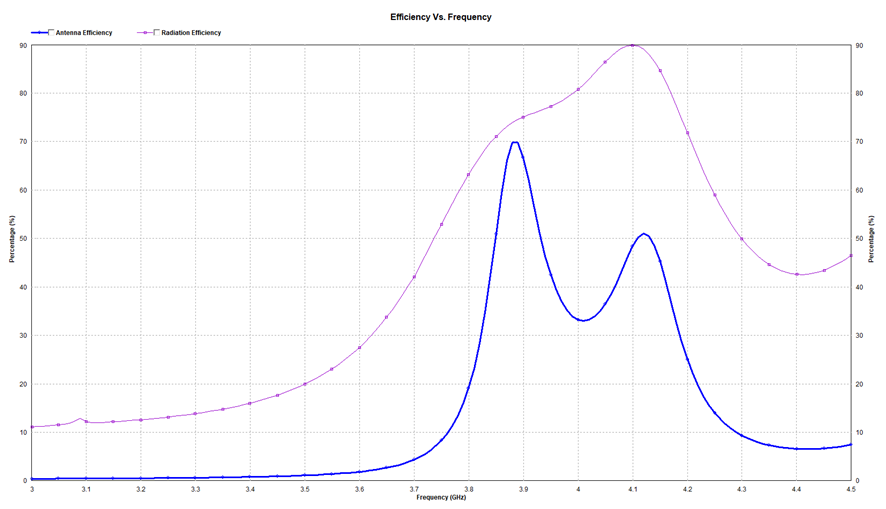 Efficiency Vs. Frequency
Antenna Efficiency Radiation Efficiency
90 90
80 80
70 70
60 60
50 50
40 40
30 30
20 20
10 10
0 0
Percentage (%)
Percentage (%)
3 3.1 3.2 3.3 3.4 3.5 3.6 3.7 3.8 3.9 4 4.1 4.2 4.3 4.4 4.5
Frequency (GHz)